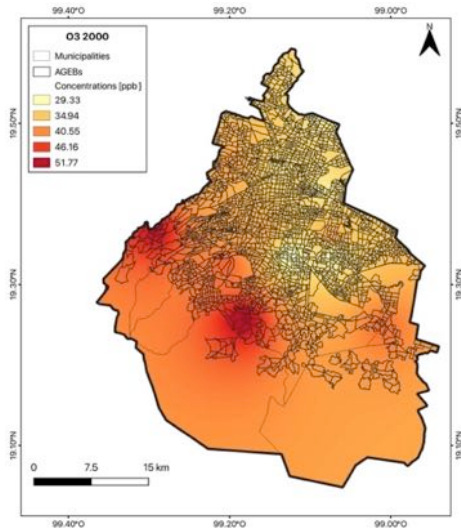 99.40°O 99.20°O 99.00°O
O3 2000
Municipalities
AGEBs
Concentrations [ppb]
29.33
34.94
40.55
46.16
51.77
N
19.50°N 19.50°N
19.30°N 19.30°N
19.10°N 19.10°N
0 7.5 15 km
99.40°O 99.20°O 99.00°O